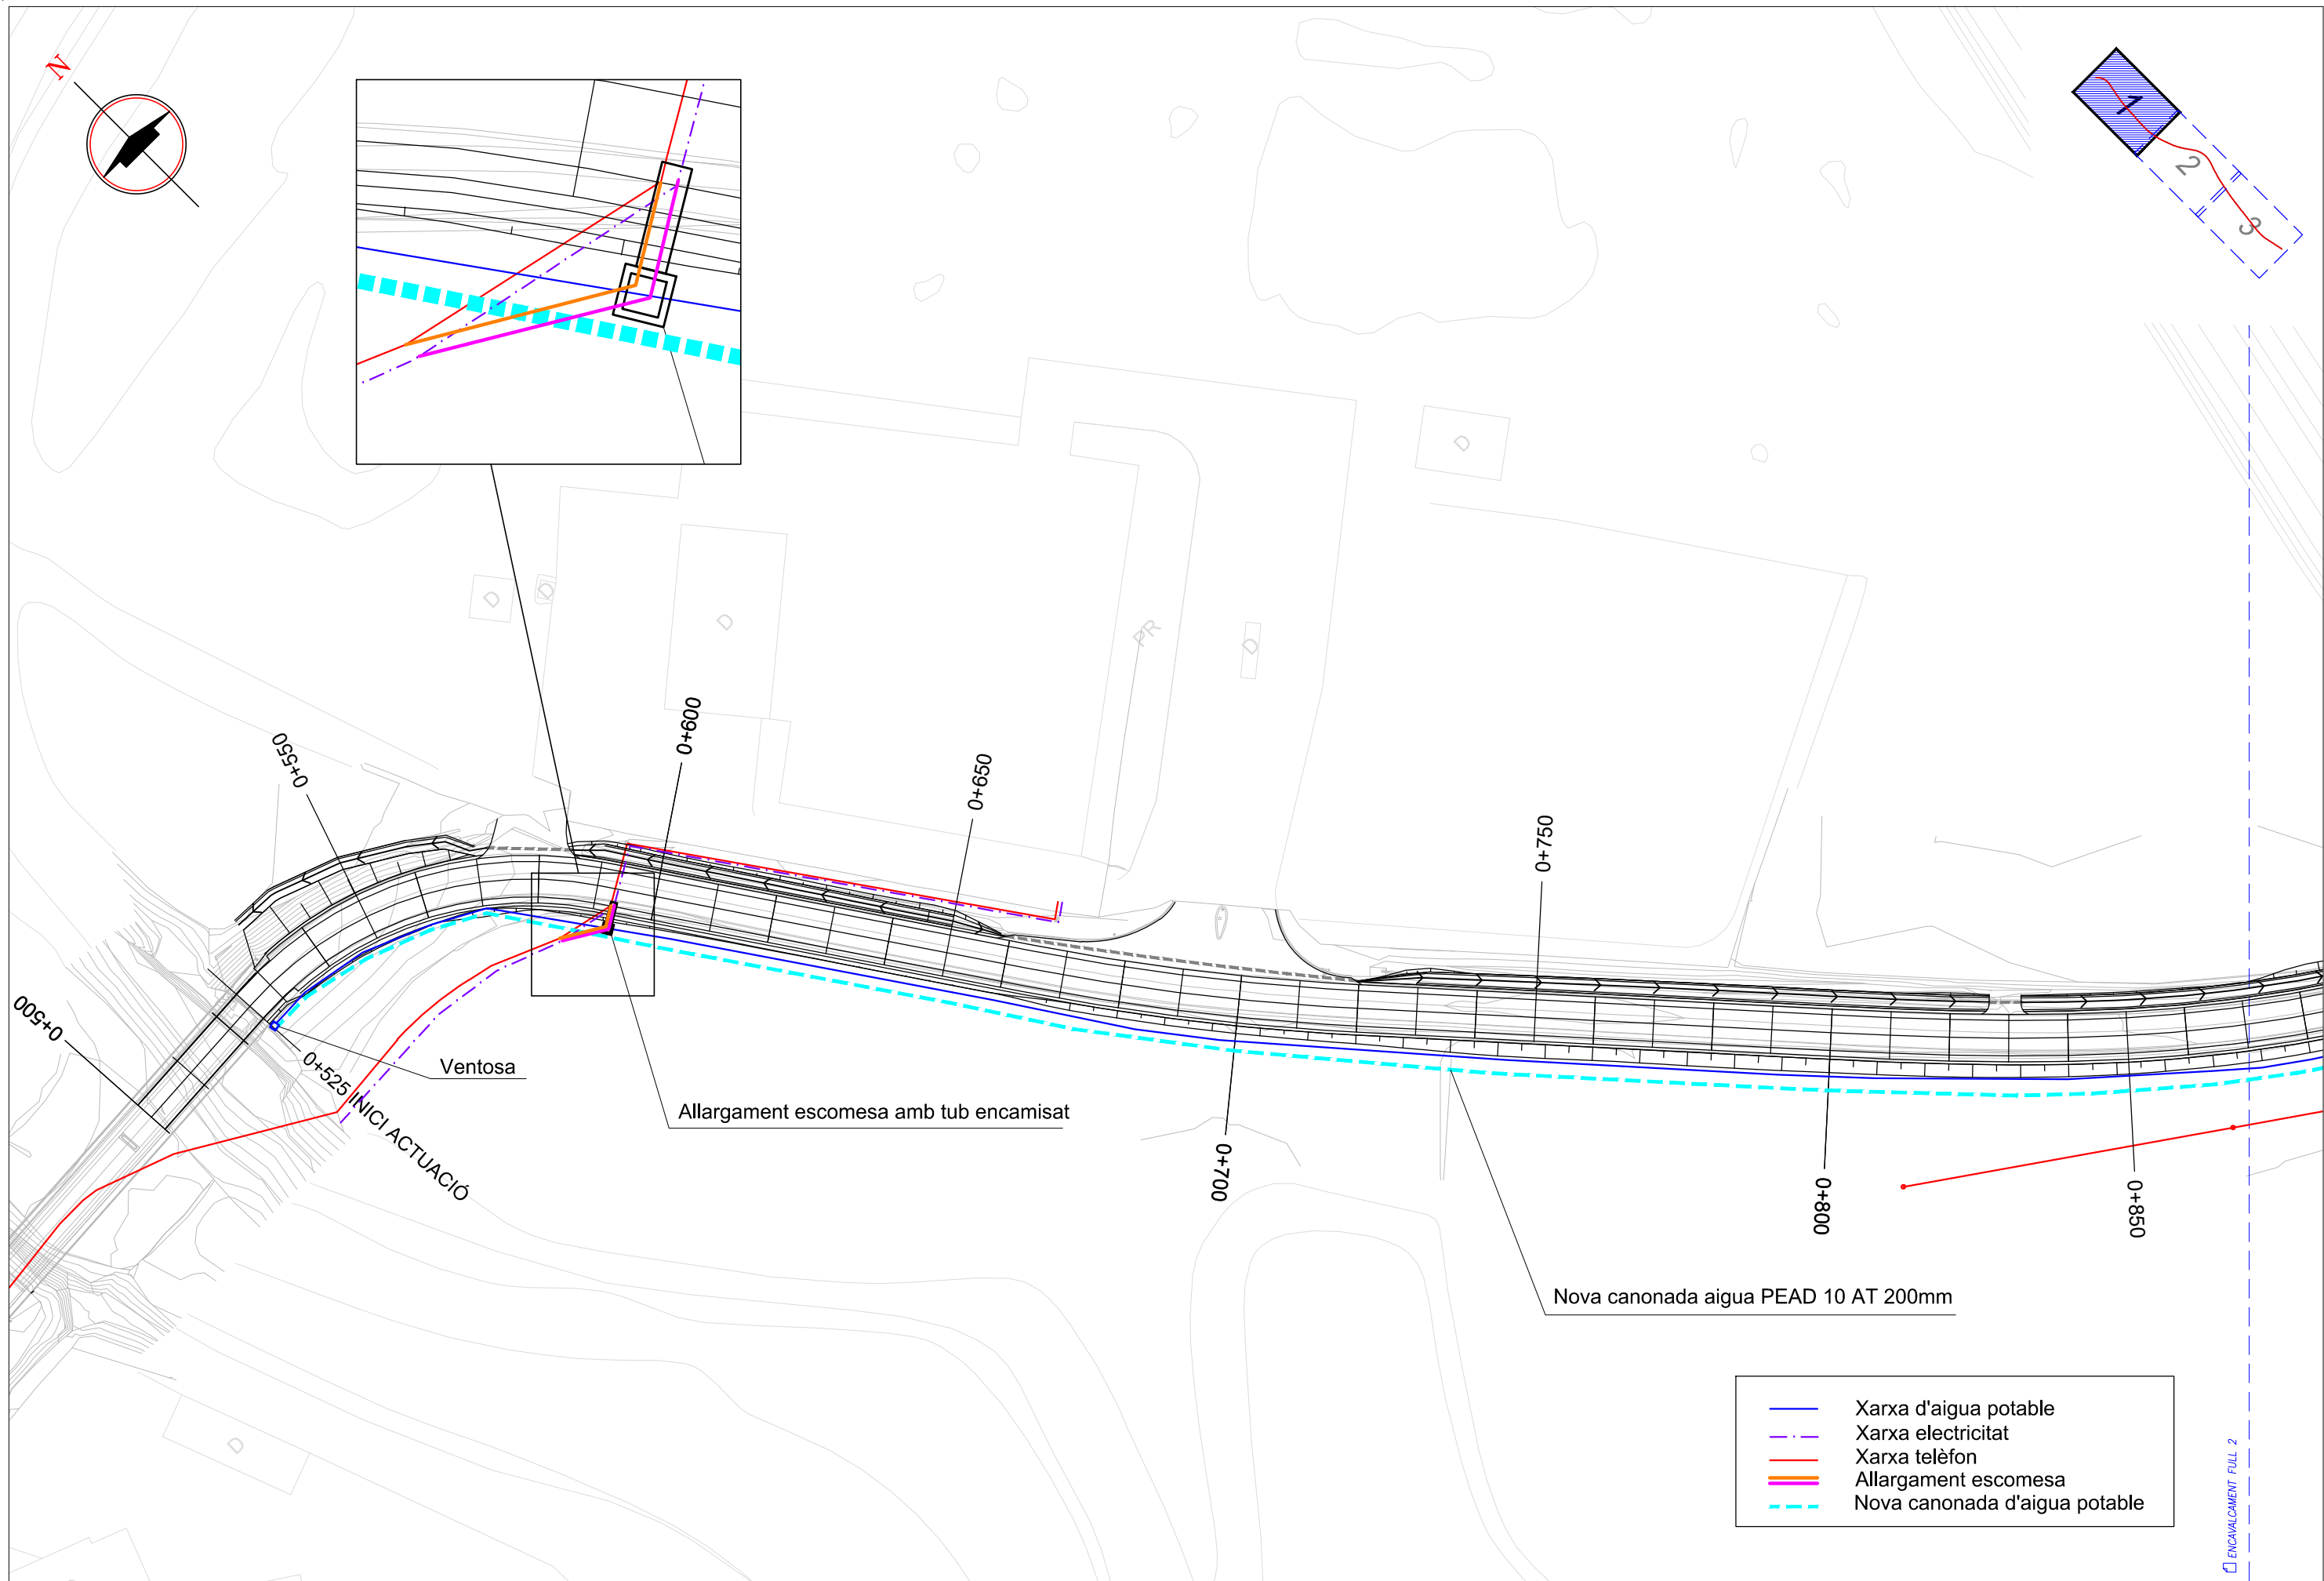 N
1
2
3
D
D
D
D
PR
D
0+600
0+550
0+650
0+750
0+500
Ventosa
0+525 INICI ACTUACIÓ
Allargament escomesa amb tub encamisat
0+700
0+800
0+850
Nova canonada aigua PEAD 10 AT 200mm
Xarxa d'aigua potable
Xarxa electricitat
Xarxa telèfon
Allargament escomesa
Nova canonada d'aigua potable
D
ENCAVALCAMENT FULL 2